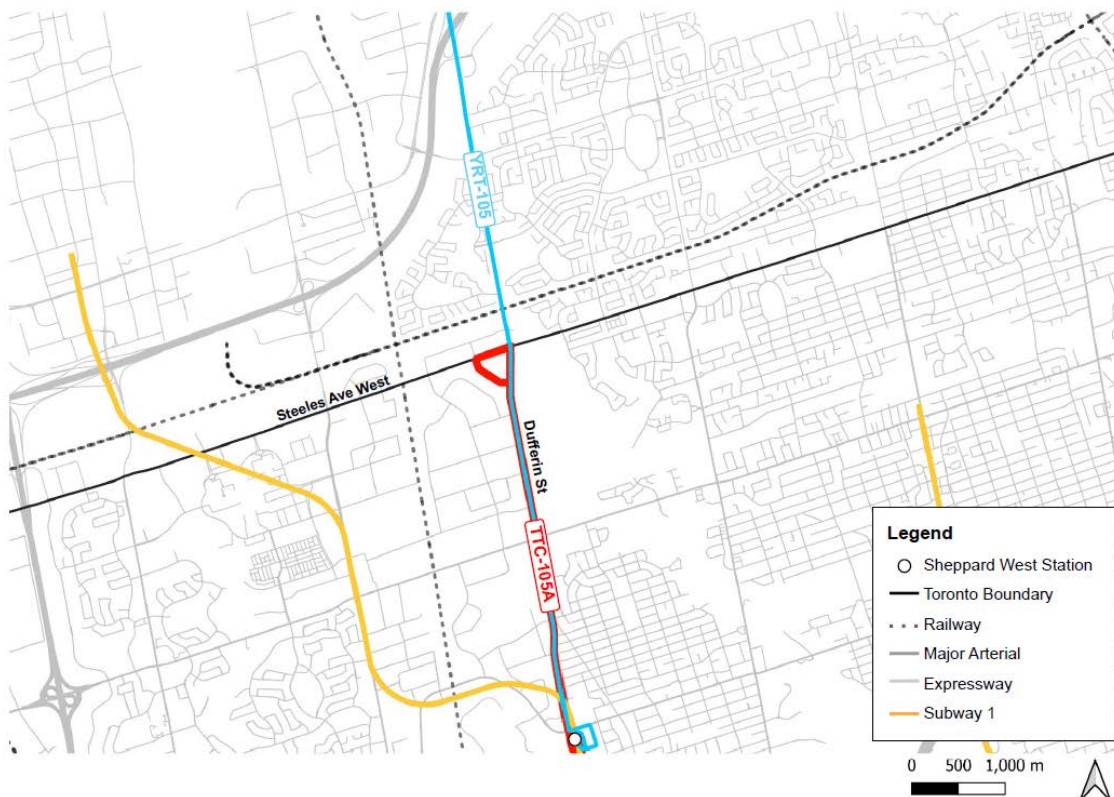 YRT-105
Steeles Ave West
Dufferin St
TTC-105A
Legend
Sheppard West Station
Toronto Boundary
Railway
Major Arterial
Expressway
Subway 1
0 500 1,000 m